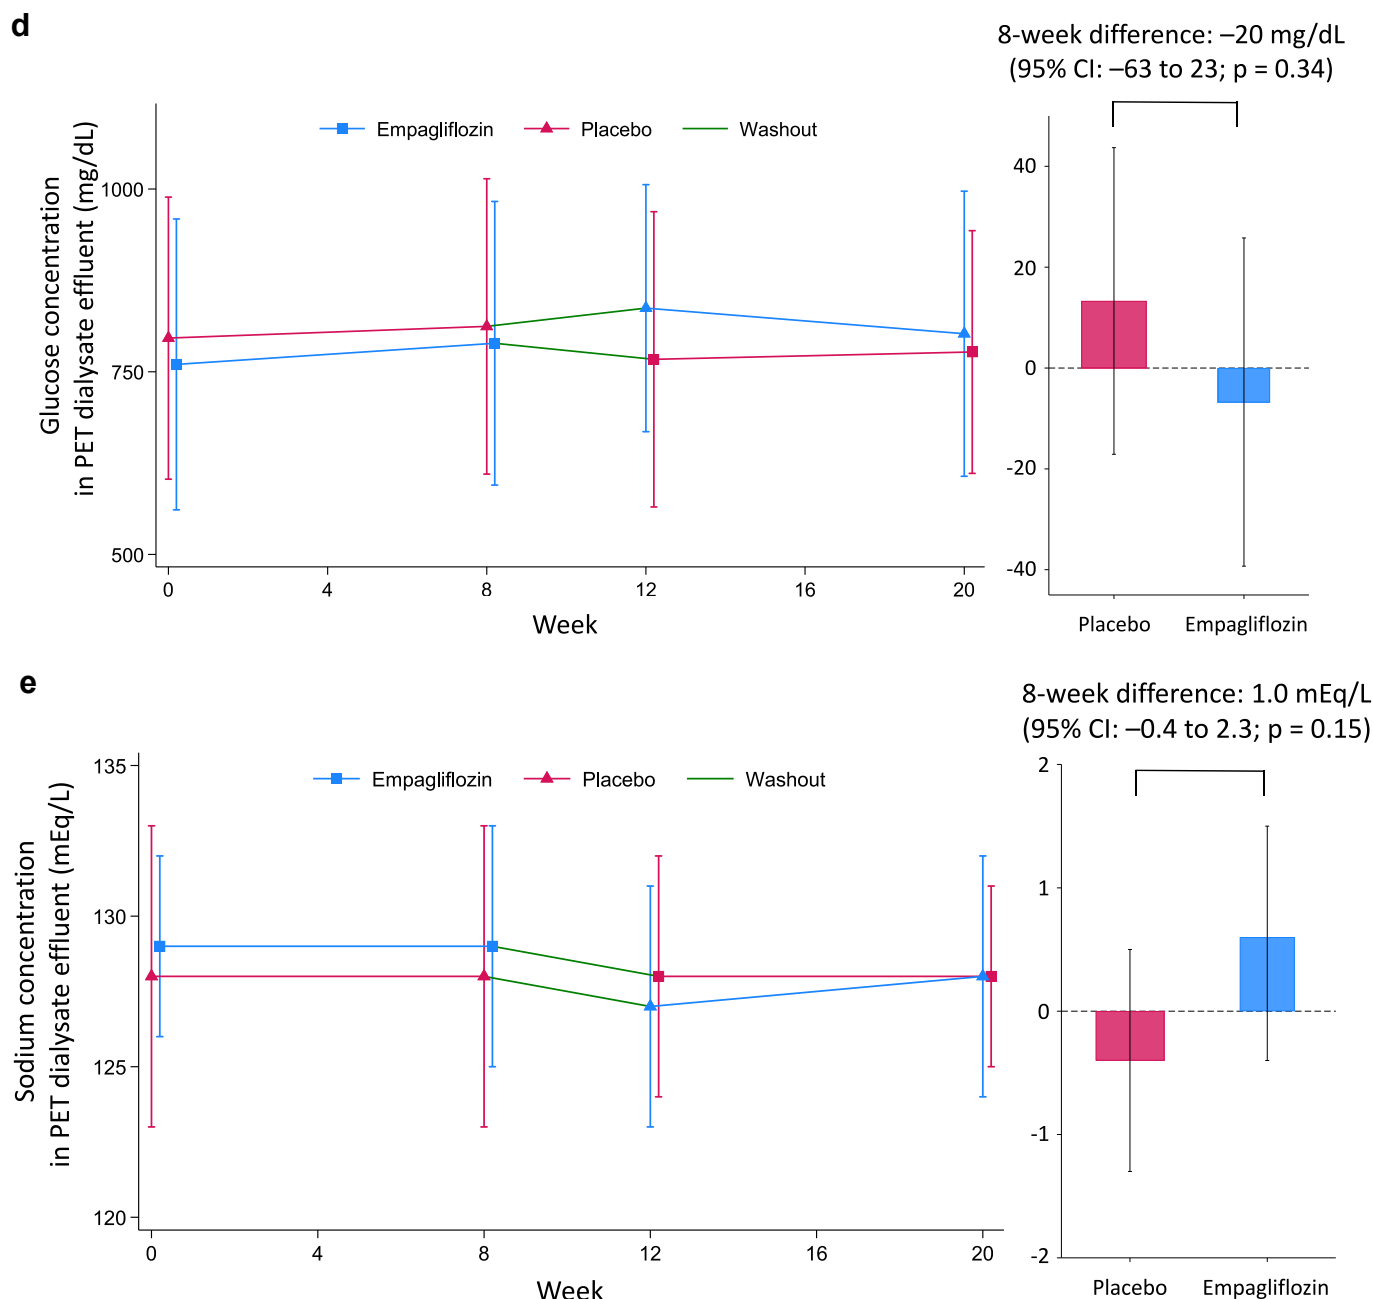 d
8-week difference: –20 mg/dL
(95% CI: –63 to 23; p = 0.34)
Glucose concentration
in PET dialysate effluent (mg/dL)
Empagliflozin
Placebo
Washout
1000
750
500
0
4
8
12
16
20
Week
40
20
0
-20
-40
Placebo
Empagliflozin
e
8-week difference: 1.0 mEq/L
(95% CI: –0.4 to 2.3; p = 0.15)
Sodium concentration
in PET dialysate effluent (mEq/L)
Empagliflozin
Placebo
Washout
135
130
125
120
0
4
8
12
16
20
Week
2
1
0
-1
-2
Placebo
Empagliflozin